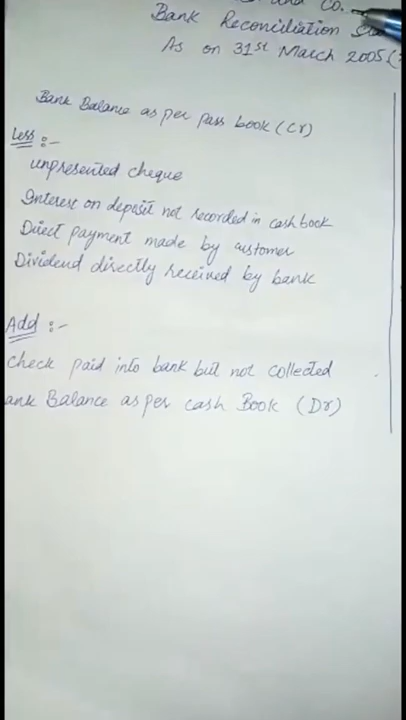 and Co.
Bank Reconciliation
As on 31st March 2005
Bank Balance as per pass book (Cr)
Less :-
unpresented cheque
Interest on deposit not recorded in cash book
Direct payment made by customer
Dividend directly received by bank
Add :-
check paid into bank but not collected
ank Balance as per cash Book (Dr)